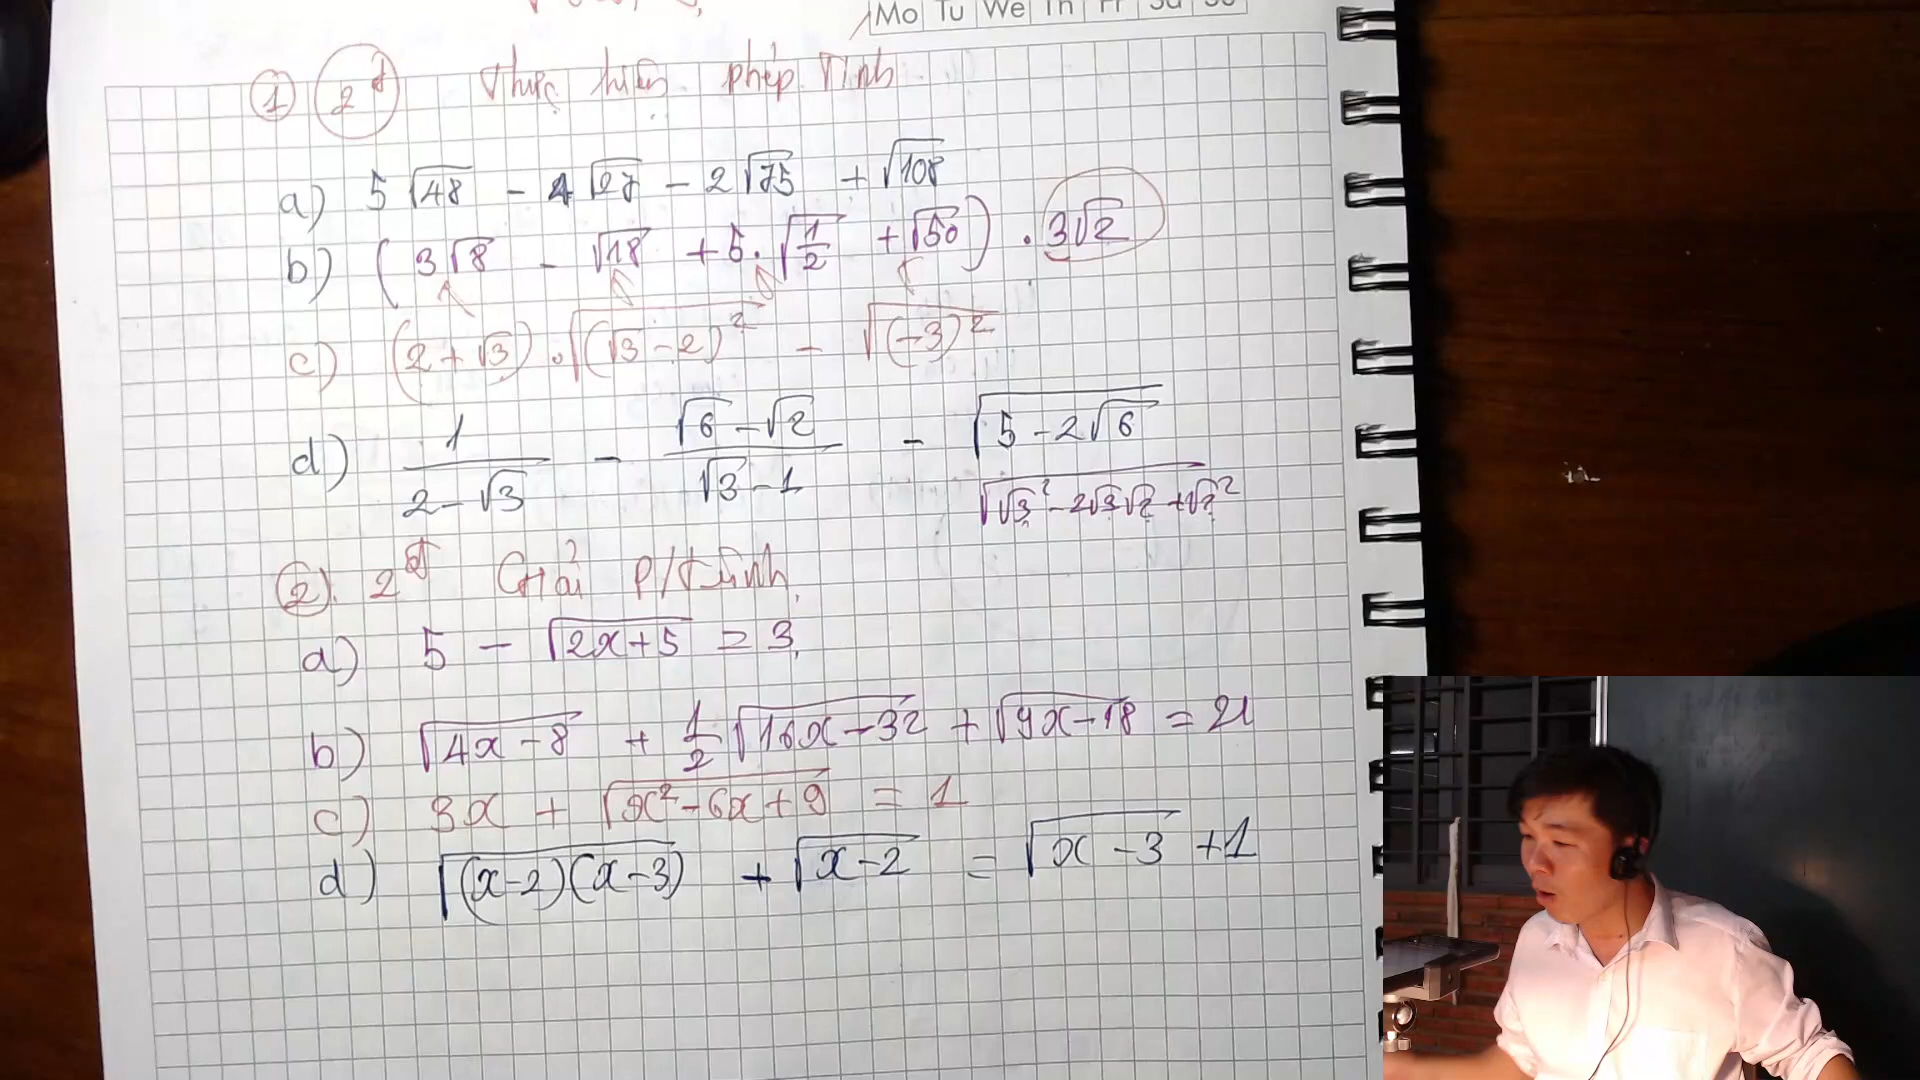 Mo Tu We Th Fr Sa Su
① 2đ Thực hiện phép tính
a) 5√48 - 4√27 - 2√75 + √108
b) (3√8 - √18 + 5.√(1/2) + √50) . 3√2
c) (2+√3).√((√3-2)²) - √((-3)²)
d) 1/(2-√3) - (√6-√2)/(√3-1) - √(5-2√6)
√(√3² - 2√3√2 + √2²)
②. 2đ Giải p/trình
a) 5 - √(2x+5) = 3
b) √(4x-8) + 1/2 √(16x-32) + √(9x-18) = 21
c) 3x + √(x²-6x+9) = 1
d) √((x-2)(x-3)) + √(x-2) = √(x-3) + 1